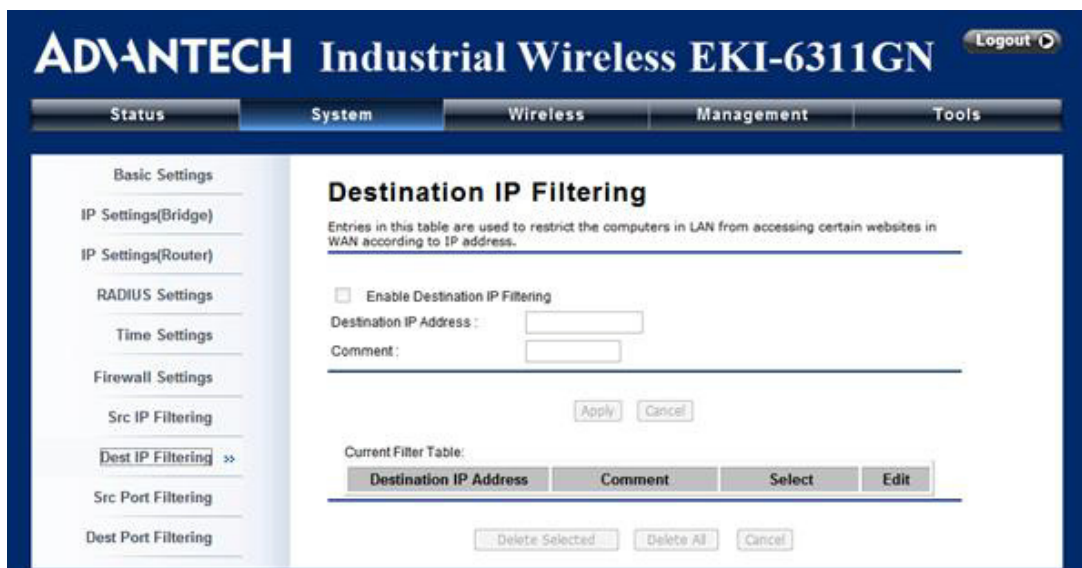 ADVANTECH Industrial Wireless EKI-6311GN
Logout
Status System Wireless Management Tools
Basic Settings
IP Settings(Bridge)
IP Settings(Router)
RADIUS Settings
Time Settings
Firewall Settings
Src IP Filtering
Dest IP Filtering »
Src Port Filtering
Dest Port Filtering
Destination IP Filtering
Entries in this table are used to restrict the computers in LAN from accessing certain websites in
WAN according to IP address.
Enable Destination IP Filtering
Destination IP Address :
Comment :
Apply Cancel
Current Filter Table:
Destination IP Address Comment Select Edit
Delete Selected Delete All Cancel